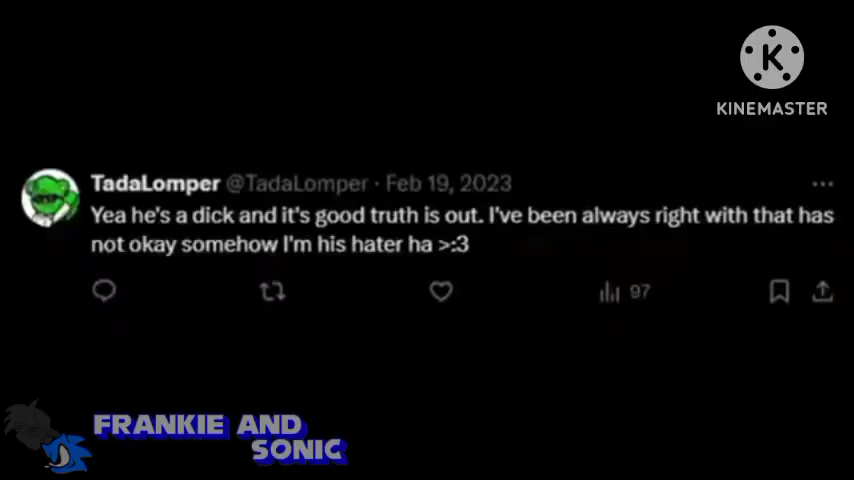 K
KINEMASTER
TadaLomper @TadaLomper · Feb 19, 2023
Yea he's a dick and it's good truth is out. I've been always right with that has
not okay somehow I'm his hater ha >:3
97
FRANKIE AND
SONIC